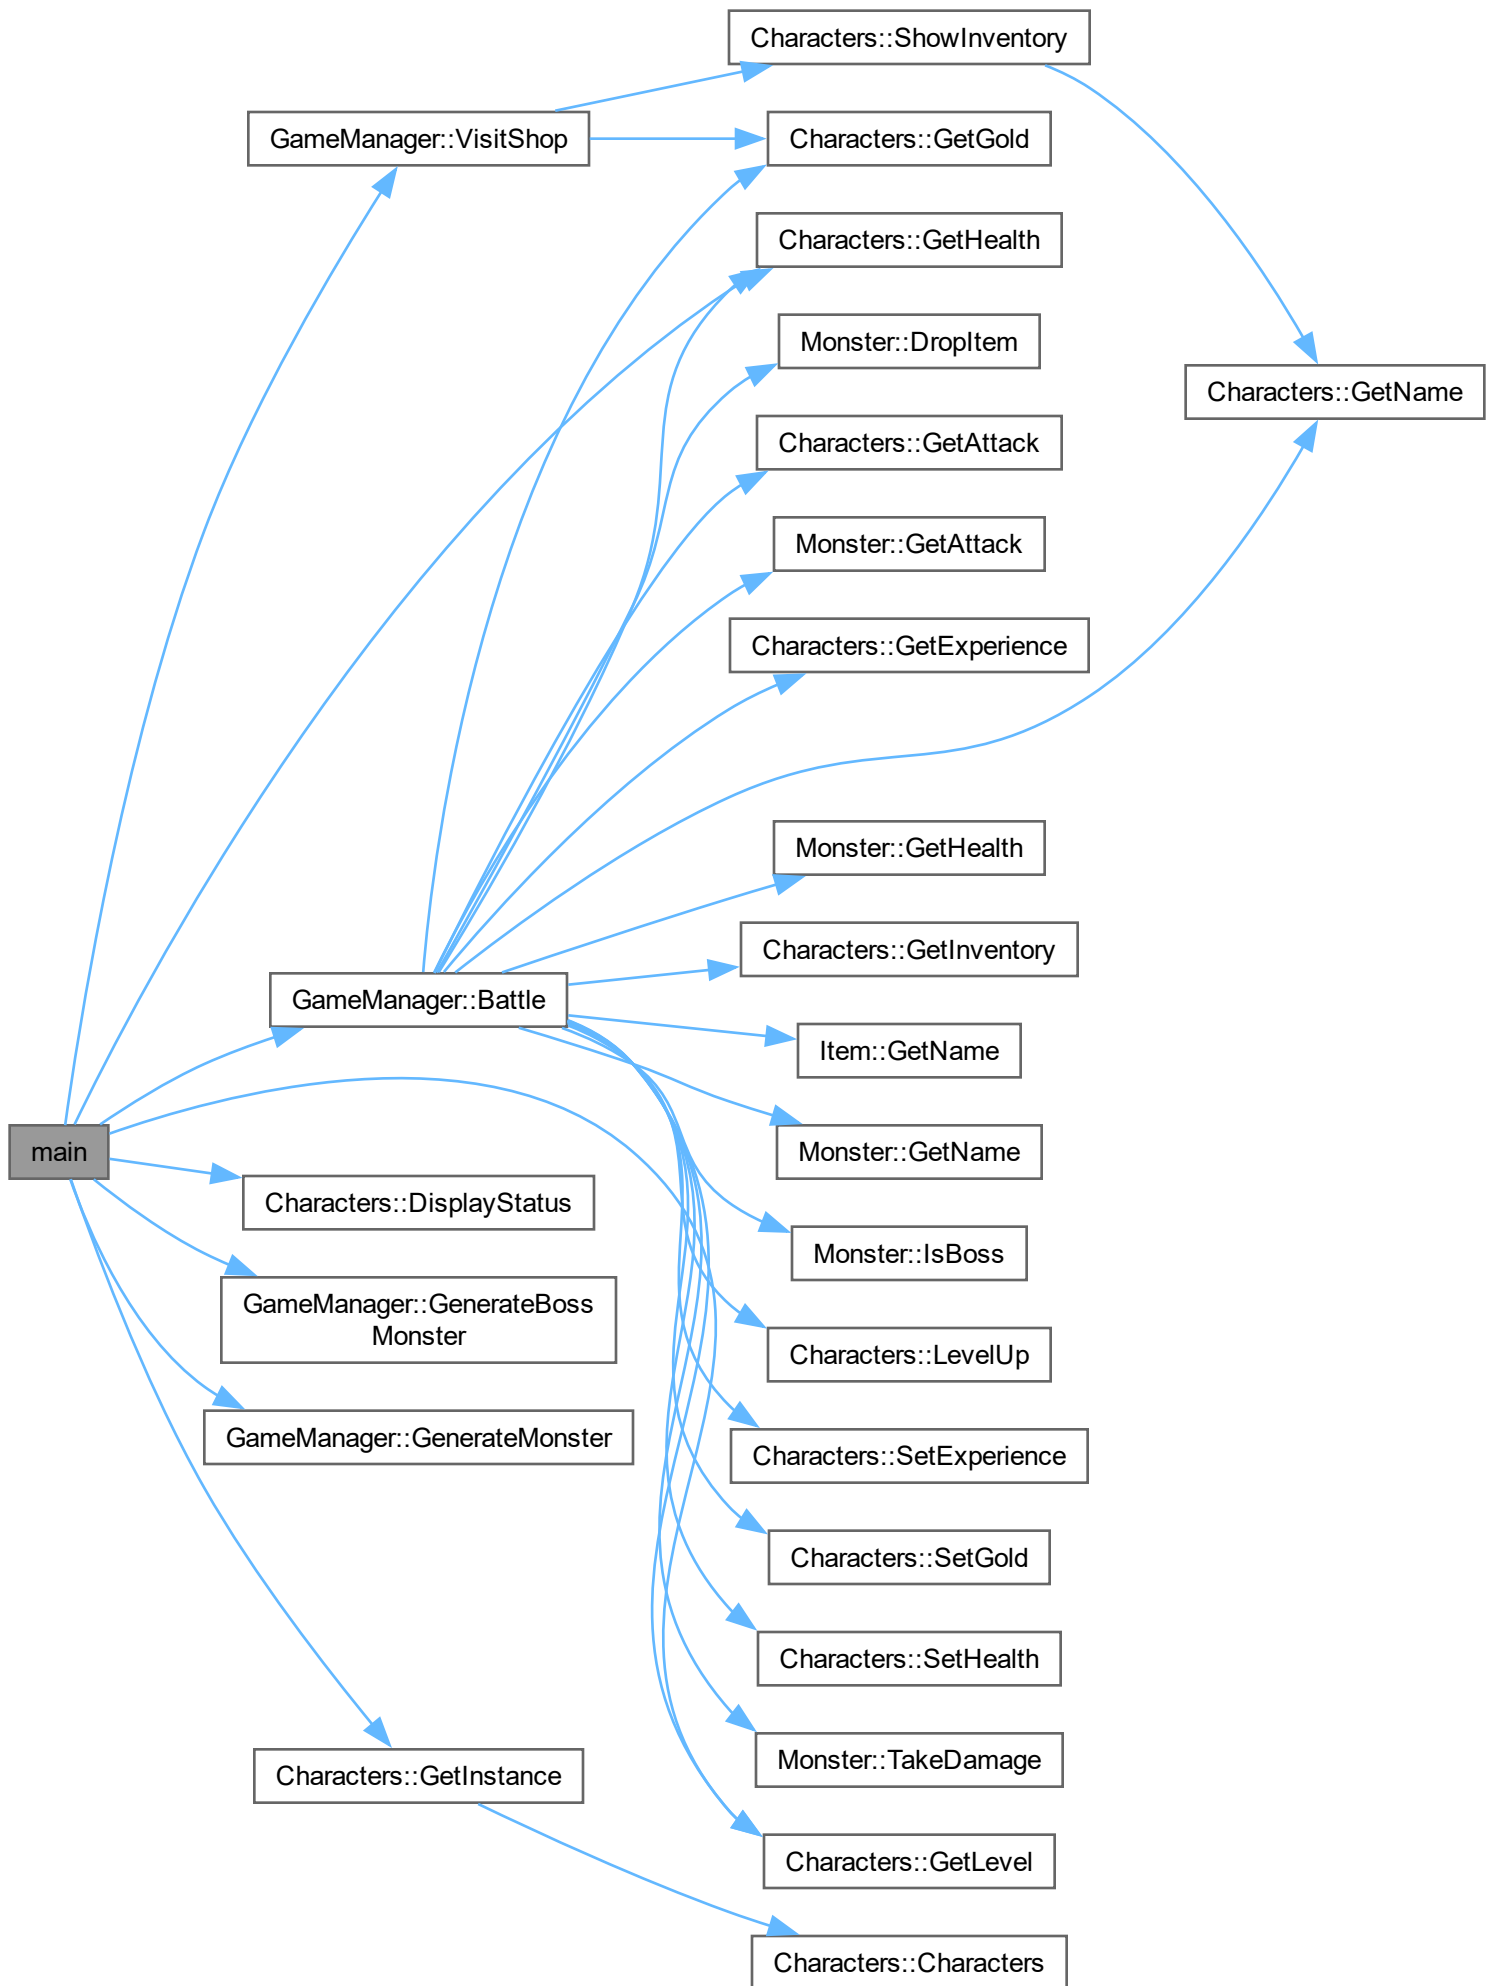 Characters::ShowInventory
GameManager::VisitShop
Characters::GetGold
Characters::GetHealth
Monster::DropItem
Characters::GetName
Characters::GetAttack
Monster::GetAttack
Characters::GetExperience
Monster::GetHealth
Characters::GetInventory
GameManager::Battle
Item::GetName
main
Monster::GetName
Characters::DisplayStatus
Monster::IsBoss
GameManager::GenerateBoss
Monster
Characters::LevelUp
GameManager::GenerateMonster
Characters::SetExperience
Characters::SetGold
Characters::SetHealth
Monster::TakeDamage
Characters::GetInstance
Characters::GetLevel
Characters::Characters